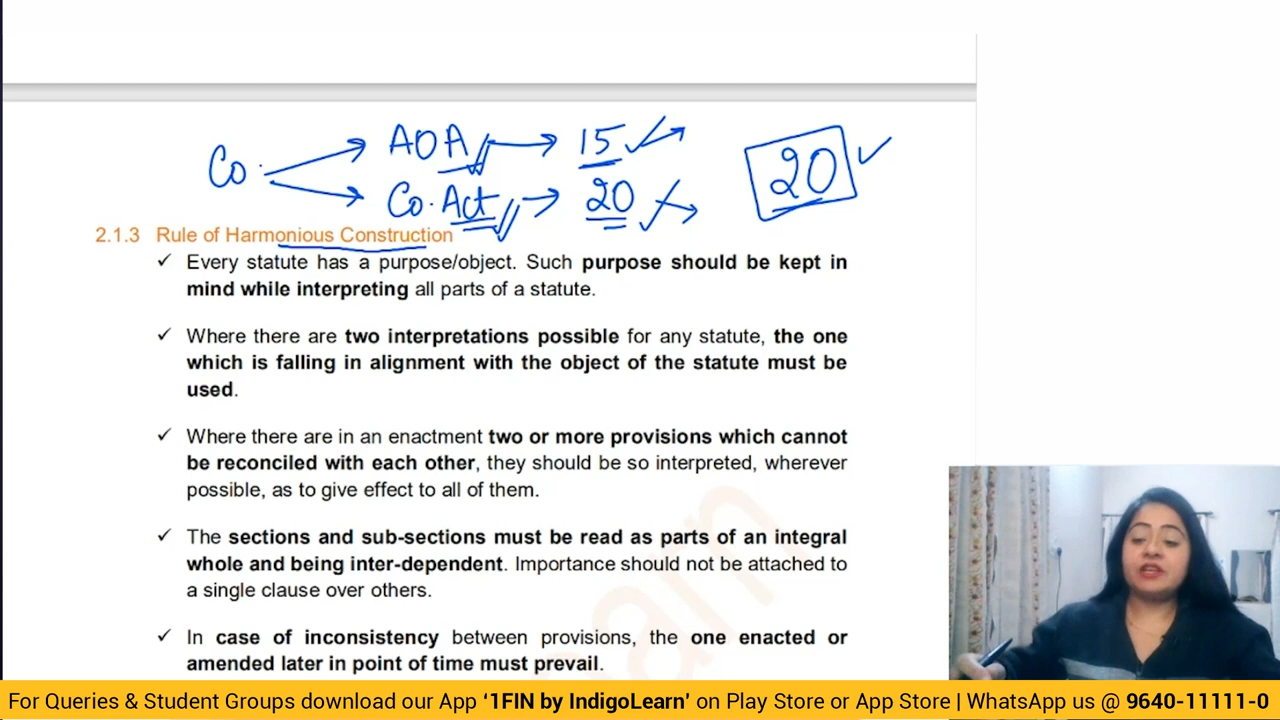 Co. AOA 15 20
Co. Act 20
2.1.3 Rule of Harmonious Construction
✓ Every statute has a purpose/object. Such purpose should be kept in
mind while interpreting all parts of a statute.
✓ Where there are two interpretations possible for any statute, the one
which is falling in alignment with the object of the statute must be
used.
✓ Where there are in an enactment two or more provisions which cannot
be reconciled with each other, they should be so interpreted, wherever
possible, as to give effect to all of them.
✓ The sections and sub-sections must be read as parts of an integral
whole and being inter-dependent. Importance should not be attached to
a single clause over others.
✓ In case of inconsistency between provisions, the one enacted or
amended later in point of time must prevail.
For Queries & Student Groups download our App ‘1FIN by IndigoLearn' on Play Store or App Store | WhatsApp us @ 9640-11111-0